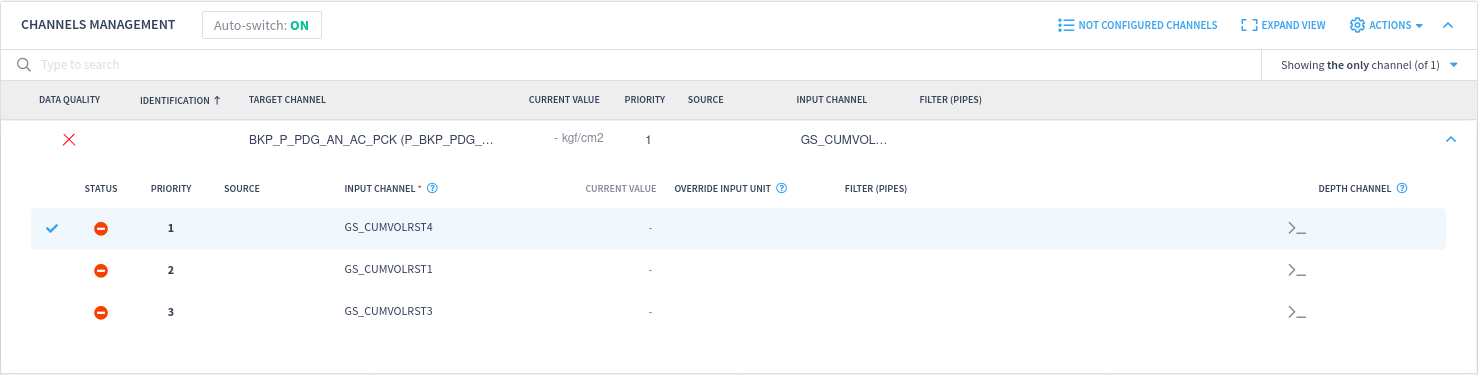 CHANNELS MANAGEMENT Auto-switch: ON NOT CONFIGURED CHANNELS EXPAND VIEW ACTIONS
Type to search Showing the only channel (of 1)
DATA QUALITY IDENTIFICATION ↑ TARGET CHANNEL CURRENT VALUE PRIORITY SOURCE INPUT CHANNEL FILTER (PIPES)
BKP_P_PDG_AN_AC_PCK (P_BKP_PDG_... - kgf/cm2 1 GS_CUMVOL...
STATUS PRIORITY SOURCE INPUT CHANNEL * ? CURRENT VALUE OVERRIDE INPUT UNIT ? FILTER (PIPES) DEPTH CHANNEL ?
1 GS_CUMVOLRST4 - >_
2 GS_CUMVOLRST1 - >_
3 GS_CUMVOLRST3 - >_